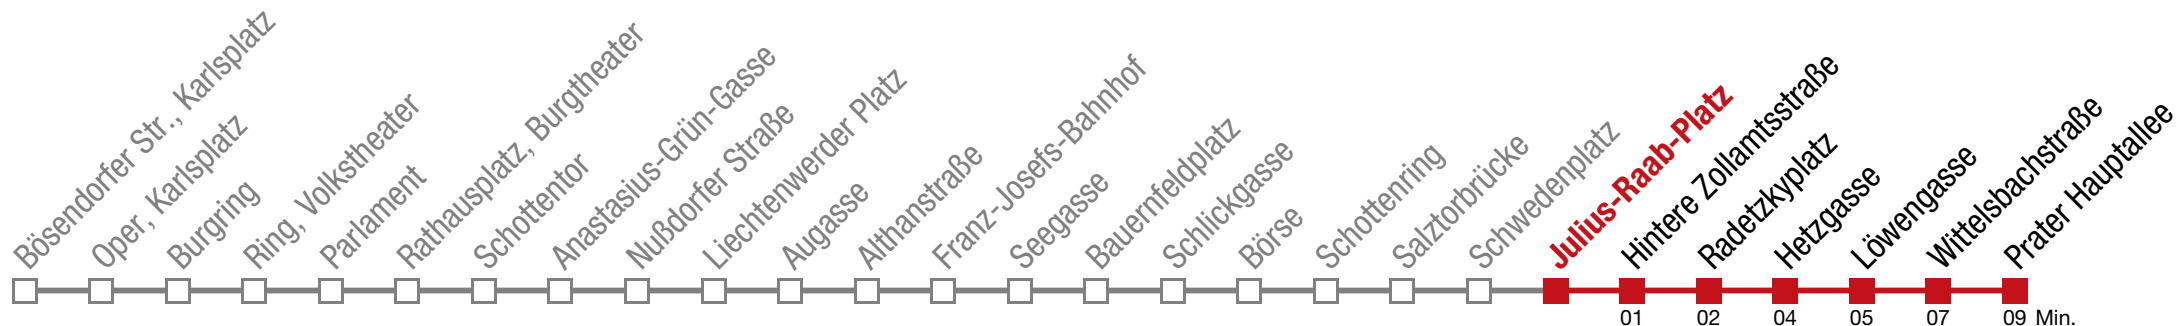 Bösendorfer Str., Karlsplatz
Oper, Karlsplatz
Burgring
Ring, Volkstheater
Parlament
Rathausplatz, Burgtheater
Schottentor
Anastasius-Grün-Gasse
Nußdorfer Straße
Liechtenwerder Platz
Augasse
Althanstraße
Franz-Josefs-Bahnhof
Seegasse
Bauernfeldplatz
Schlickgasse
Börse
Schottenring
Salztorbrücke
Schwedenplatz
Julius-Raab-Platz
Hintere Zollamtsstraße
Radetzkyplatz
Hetzgasse
Löwengasse
Wittelsbachstraße
Prater Hauptallee
01 02 04 05 07 09 Min.